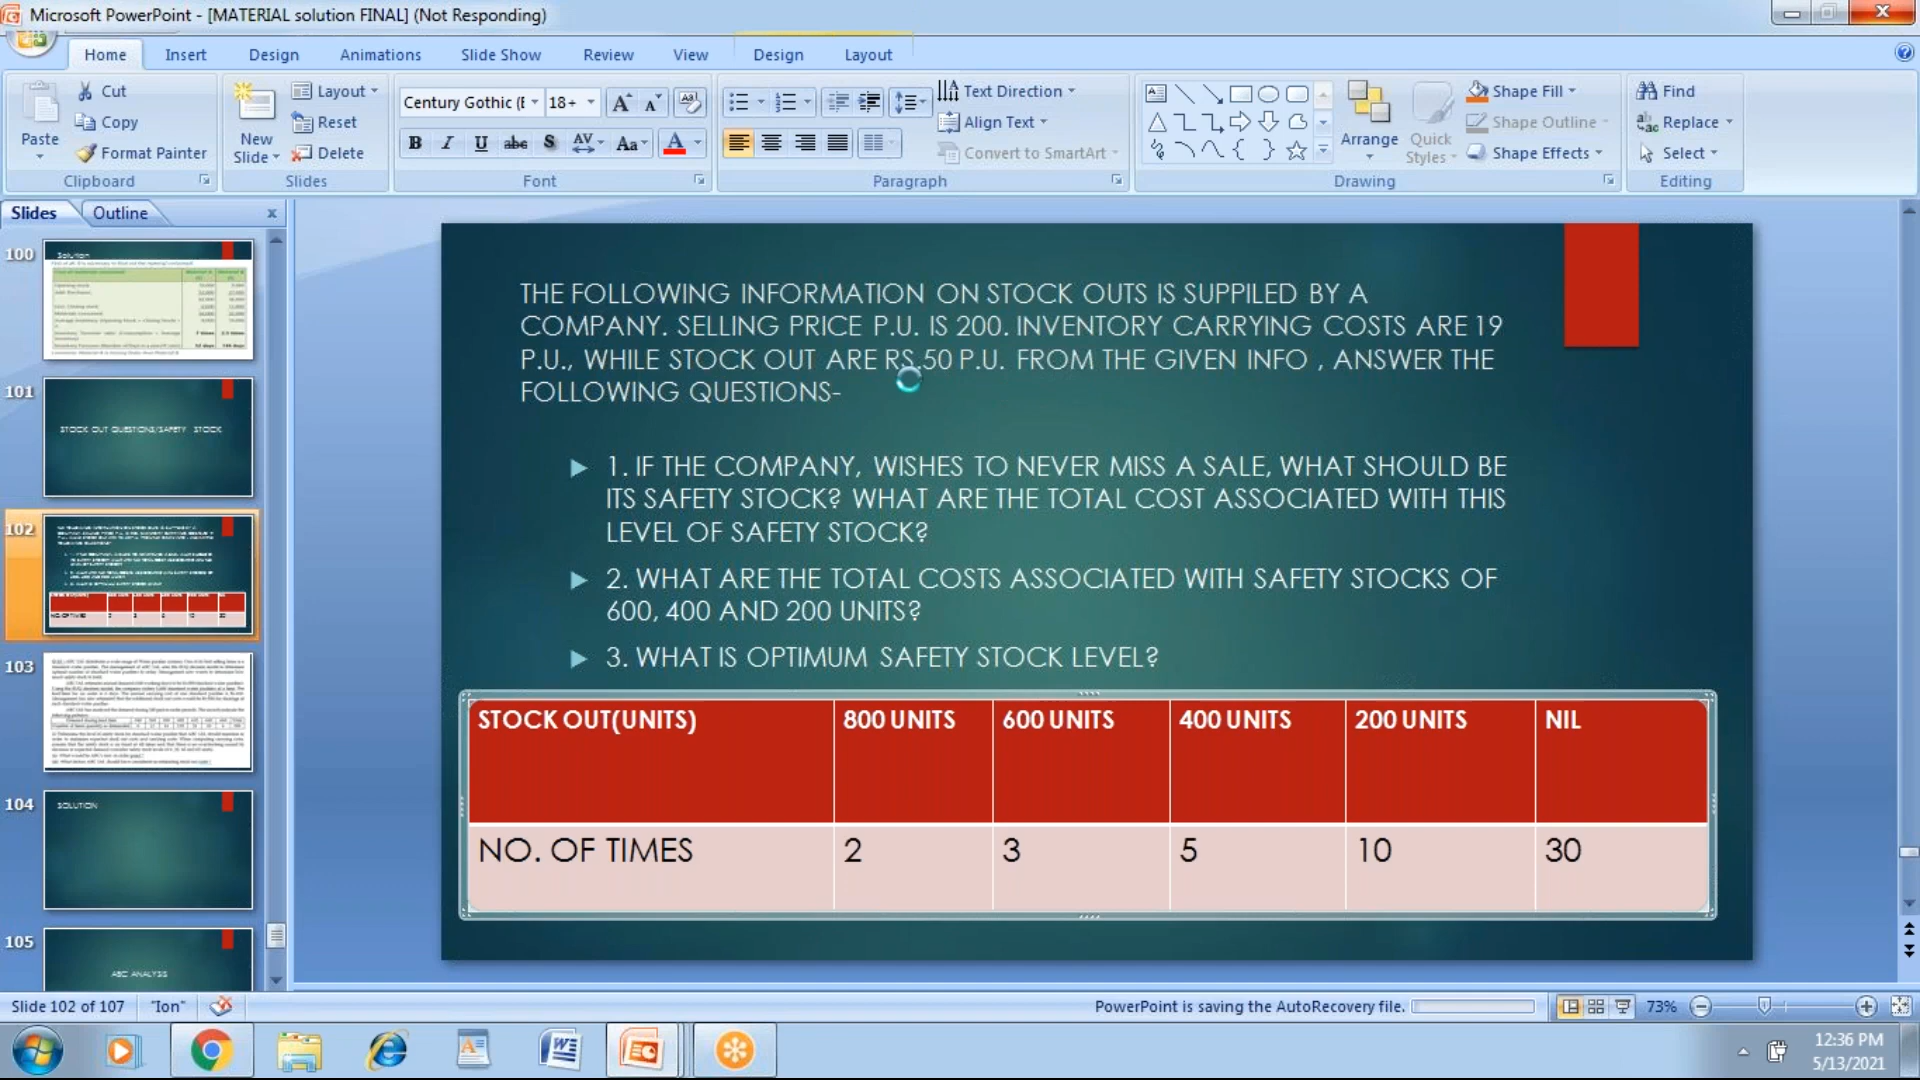 Microsoft PowerPoint - [MATERIAL solution FINAL] (Not Responding)
Home Insert Design Animations Slide Show Review View Design Layout
Paste Cut Copy Format Painter Clipboard
New Slide Layout Reset Delete Slides
Century Gothic (E 18+ Font
Text Direction Align Text Convert to SmartArt Paragraph
Arrange Quick Styles Shape Fill Shape Outline Shape Effects Drawing
Find Replace Select Editing
Slides Outline
100
Solution
101
STOCK OUT QUESTIONS/SAFETY STOCK
102
103
104
SOLUTION
105
ABC ANALYSIS
THE FOLLOWING INFORMATION ON STOCK OUTS IS SUPPILED BY A
COMPANY. SELLING PRICE P.U. IS 200. INVENTORY CARRYING COSTS ARE 19
P.U., WHILE STOCK OUT ARE RS.50 P.U. FROM THE GIVEN INFO , ANSWER THE
FOLLOWING QUESTIONS-
1. IF THE COMPANY, WISHES TO NEVER MISS A SALE, WHAT SHOULD BE
ITS SAFETY STOCK? WHAT ARE THE TOTAL COST ASSOCIATED WITH THIS
LEVEL OF SAFETY STOCK?
2. WHAT ARE THE TOTAL COSTS ASSOCIATED WITH SAFETY STOCKS OF
600, 400 AND 200 UNITS?
3. WHAT IS OPTIMUM SAFETY STOCK LEVEL?
STOCK OUT(UNITS) 800 UNITS 600 UNITS 400 UNITS 200 UNITS NIL
NO. OF TIMES 2 3 5 10 30
Slide 102 of 107 "Ion" PowerPoint is saving the AutoRecovery file. 73%
12:36 PM
5/13/2021